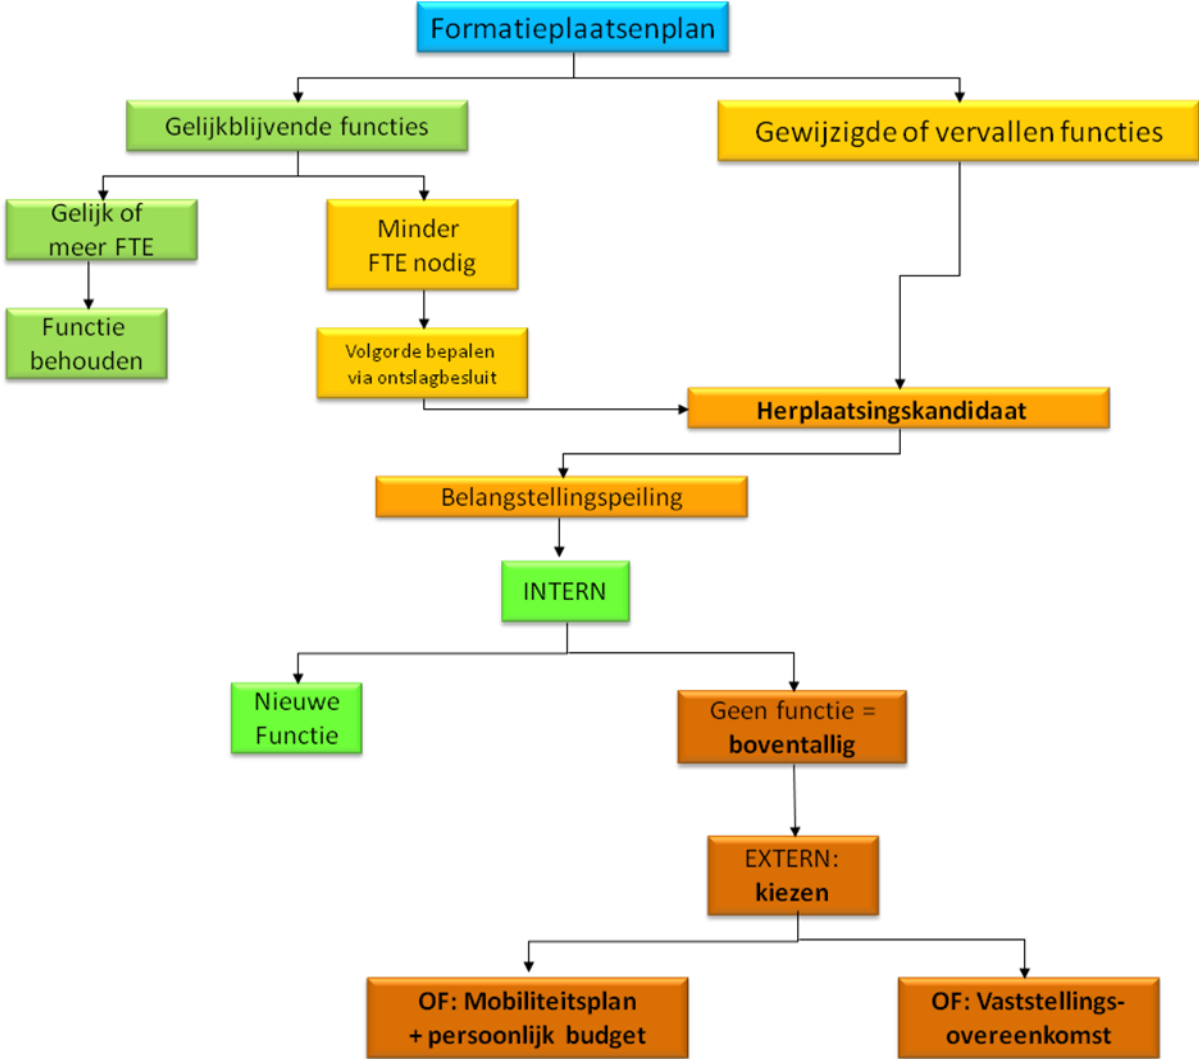 Formatieplaatsenplan
Gelijkblijvende functies
Gewijzigde of vervallen functies
Gelijk of
meer FTE
Minder
FTE nodig
Functie
behouden
Volgorde bepalen
via ontslagbesluit
Herplaatsingskandidaat
Belangstellingspeiling
INTERN
Nieuwe
Functie
Geen functie =
boventallig
EXTERN:
kiezen
OF: Mobiliteitsplan
+ persoonlijk budget
OF: Vaststellings-
overeenkomst